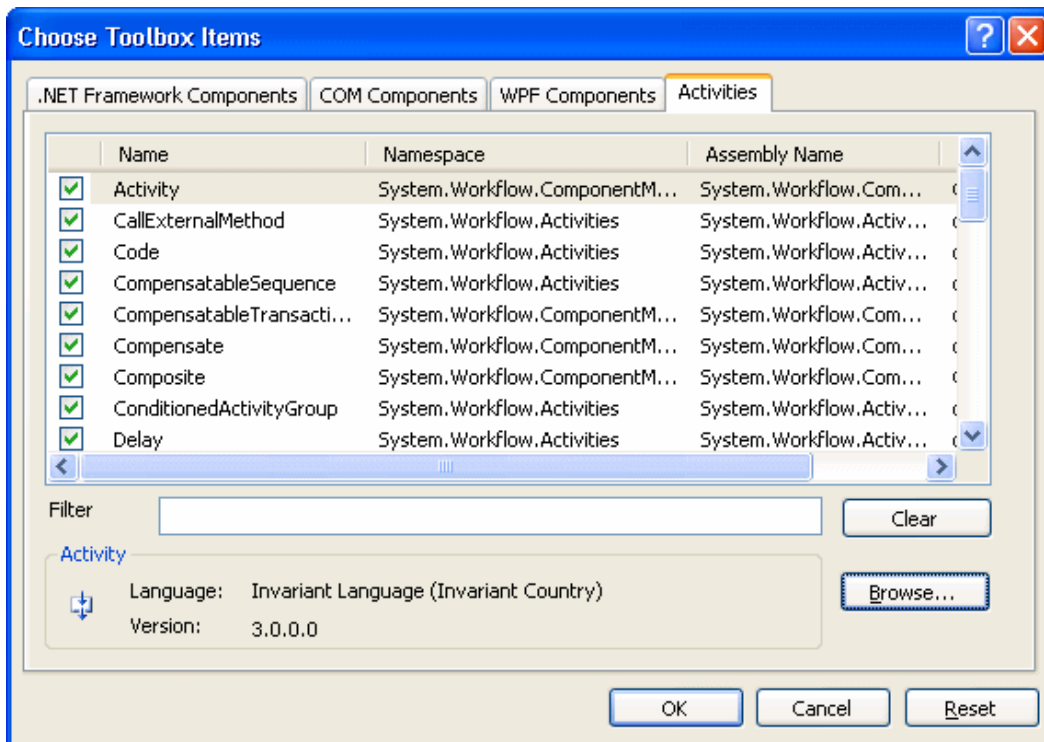 Choose Toolbox Items
.NET Framework Components COM Components WPF Components Activities
Name Namespace Assembly Name
Activity System.Workflow.ComponentM... System.Workflow.Com...
CallExternalMethod System.Workflow.Activities System.Workflow.Activ...
Code System.Workflow.Activities System.Workflow.Activ...
CompensatableSequence System.Workflow.Activities System.Workflow.Activ...
CompensatableTransacti... System.Workflow.ComponentM... System.Workflow.Com...
Compensate System.Workflow.ComponentM... System.Workflow.Com...
Composite System.Workflow.ComponentM... System.Workflow.Com...
ConditionedActivityGroup System.Workflow.Activities System.Workflow.Activ...
Delay System.Workflow.Activities System.Workflow.Activ...
Filter Clear
Activity
Language: Invariant Language (Invariant Country) Browse...
Version: 3.0.0.0
OK Cancel Reset